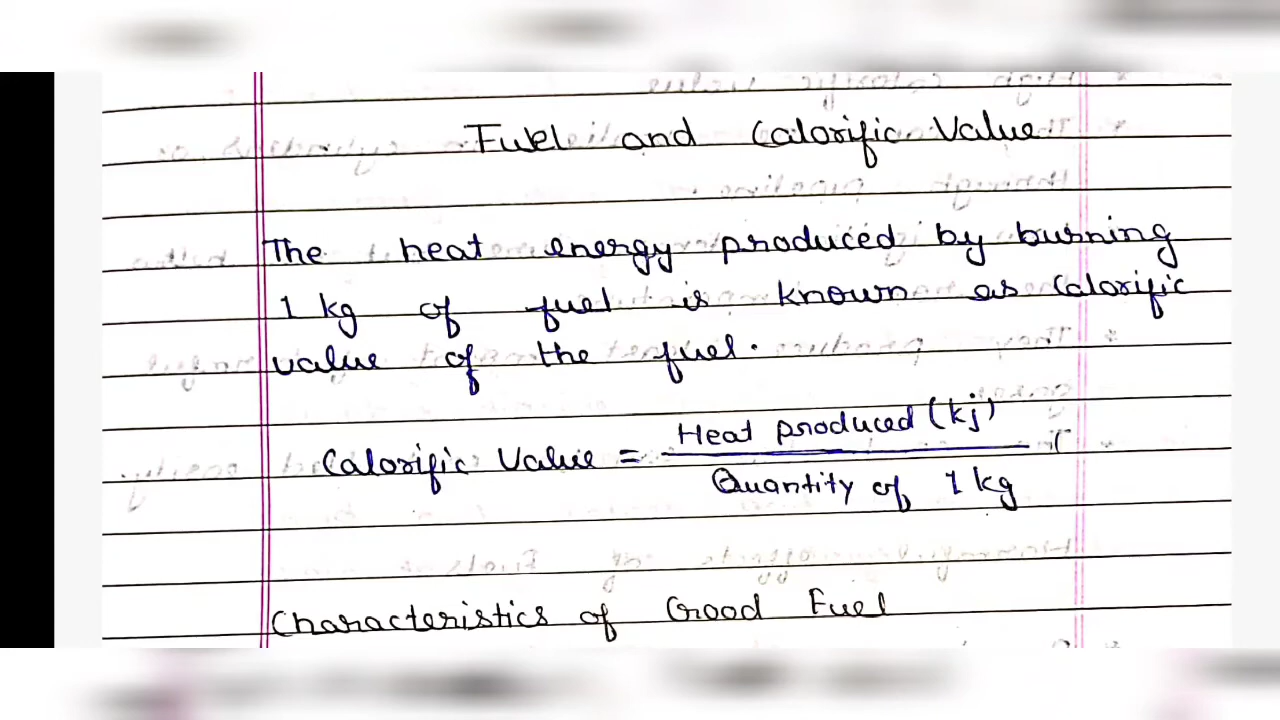 Fuel and Calorific Value
The heat energy produced by burning
1 kg of fuel is known as Calorific
value of the fuel.
Calorific Value = Heat produced (kj)
Quantity of 1 kg
Characteristics of Good Fuel